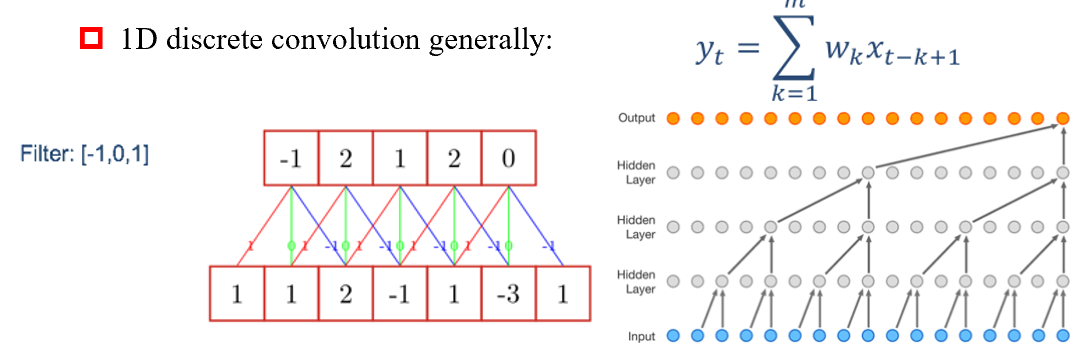 1D discrete convolution generally:
m
y_t = ∑ w_k x_{t−k+1}
k=1
Filter: [-1,0,1]
-1 2 1 2 0
1 0 1 -1 0 1 -1 0 1 -1 0 1 -1 0 -1
1 1 2 -1 1 -3 1
Output
Hidden
Layer
Hidden
Layer
Hidden
Layer
Input